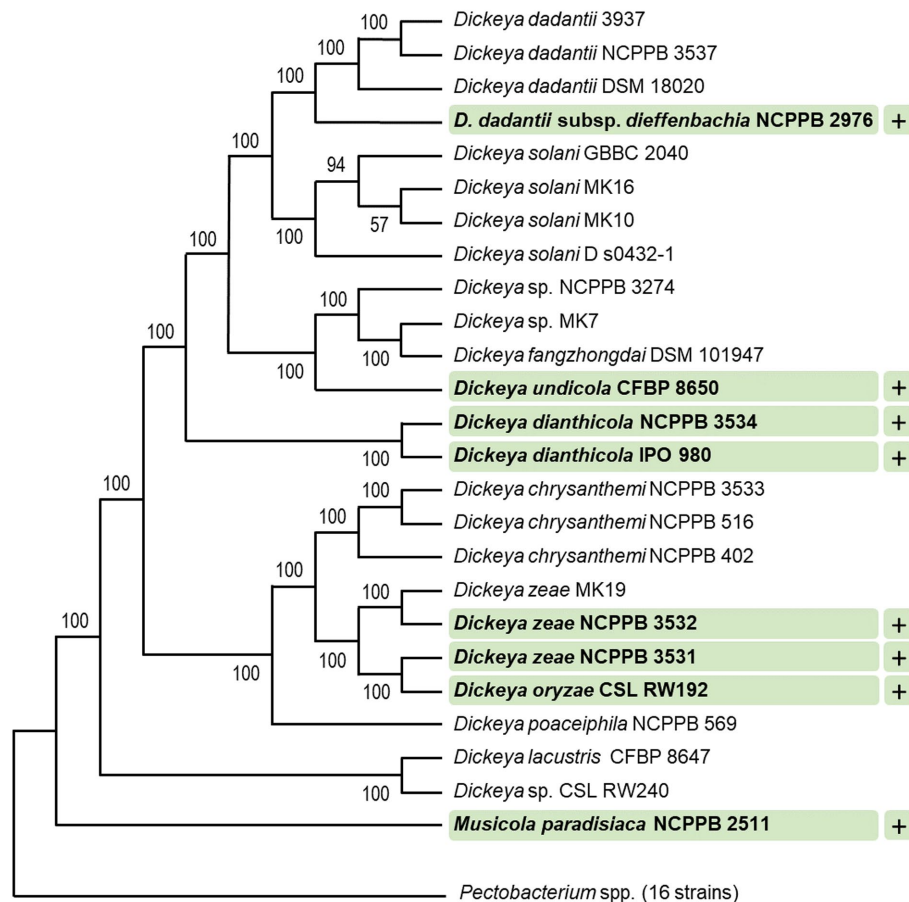 100
Dickeya dadantii 3937
100
Dickeya dadantii NCPPB 3537
100
Dickeya dadantii DSM 18020
100
D. dadantii subsp. dieffenbachia NCPPB 2976 +
Dickeya solani GBBC 2040
94
Dickeya solani MK16
57
Dickeya solani MK10
100
100
Dickeya solani D s0432-1
Dickeya sp. NCPPB 3274
100
100
Dickeya sp. MK7
100
Dickeya fangzhongdai DSM 101947
100
100
Dickeya undicola CFBP 8650 +
Dickeya dianthicola NCPPB 3534 +
100
Dickeya dianthicola IPO 980 +
100
Dickeya chrysanthemi NCPPB 3533
100
Dickeya chrysanthemi NCPPB 516
100
Dickeya chrysanthemi NCPPB 402
100
100
Dickeya zeae MK19
Dickeya zeae NCPPB 3532 +
100
Dickeya zeae NCPPB 3531 +
100
100
100
Dickeya oryzae CSL RW192 +
Dickeya poaceiphila NCPPB 569
Dickeya lacustris CFBP 8647
100
Dickeya sp. CSL RW240
Musicola paradisiaca NCPPB 2511 +
Pectobacterium spp. (16 strains)